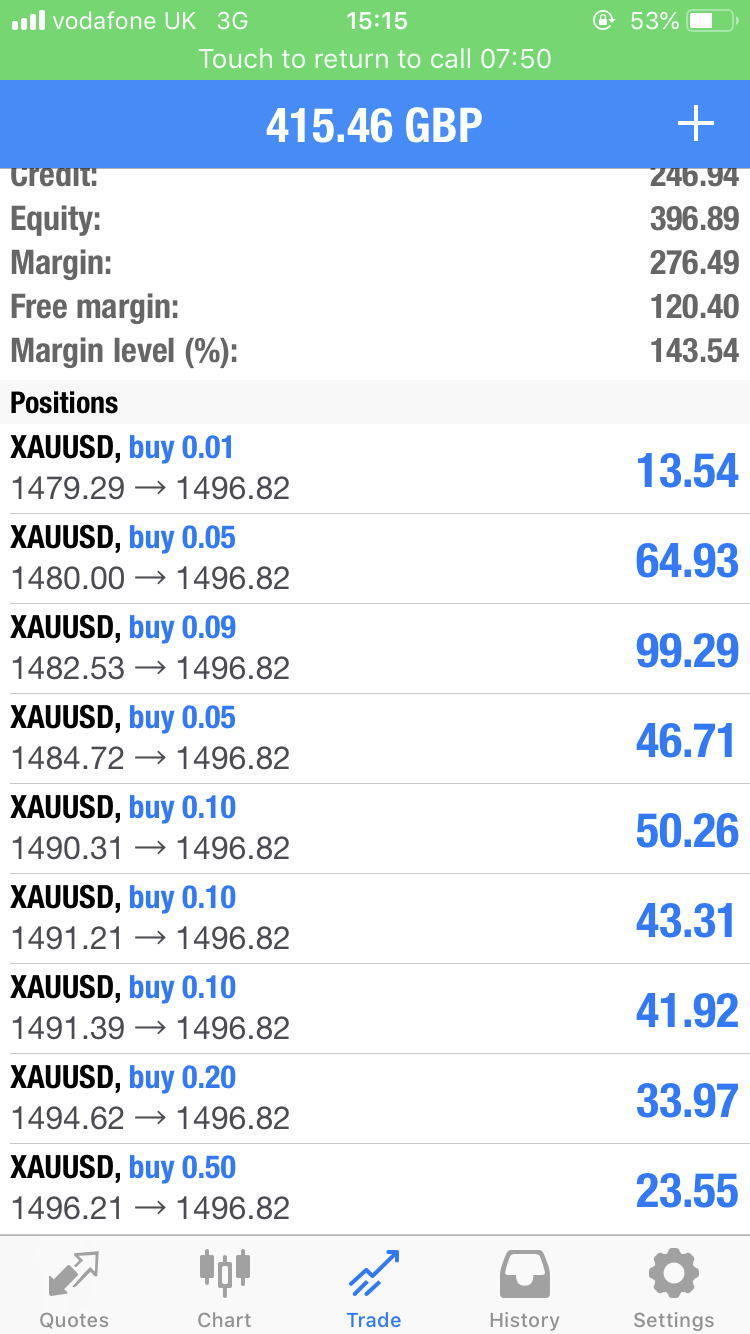 vodafone UK 3G 15:15 53%
Touch to return to call 07:50
415.46 GBP +
Credit: 246.94
Equity: 396.89
Margin: 276.49
Free margin: 120.40
Margin level (%): 143.54
Positions
XAUUSD, buy 0.01
1479.29 → 1496.82 13.54
XAUUSD, buy 0.05
1480.00 → 1496.82 64.93
XAUUSD, buy 0.09
1482.53 → 1496.82 99.29
XAUUSD, buy 0.05
1484.72 → 1496.82 46.71
XAUUSD, buy 0.10
1490.31 → 1496.82 50.26
XAUUSD, buy 0.10
1491.21 → 1496.82 43.31
XAUUSD, buy 0.10
1491.39 → 1496.82 41.92
XAUUSD, buy 0.20
1494.62 → 1496.82 33.97
XAUUSD, buy 0.50
1496.21 → 1496.82 23.55
Quotes Chart Trade History Settings